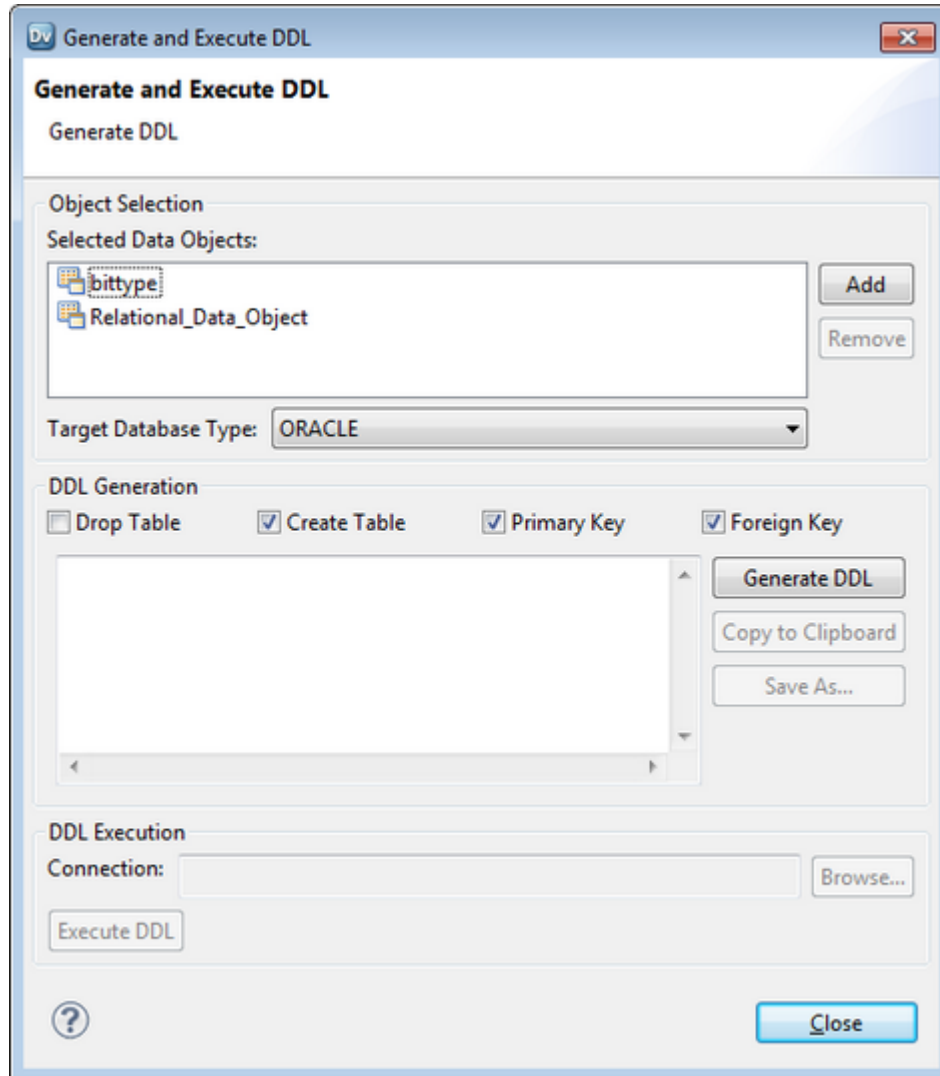 Dv Generate and Execute DDL
Generate and Execute DDL
Generate DDL
Object Selection
Selected Data Objects:
bittype
Relational_Data_Object
Add
Remove
Target Database Type: ORACLE
DDL Generation
Drop Table Create Table Primary Key Foreign Key
Generate DDL
Copy to Clipboard
Save As...
DDL Execution
Connection: Browse...
Execute DDL
? Close